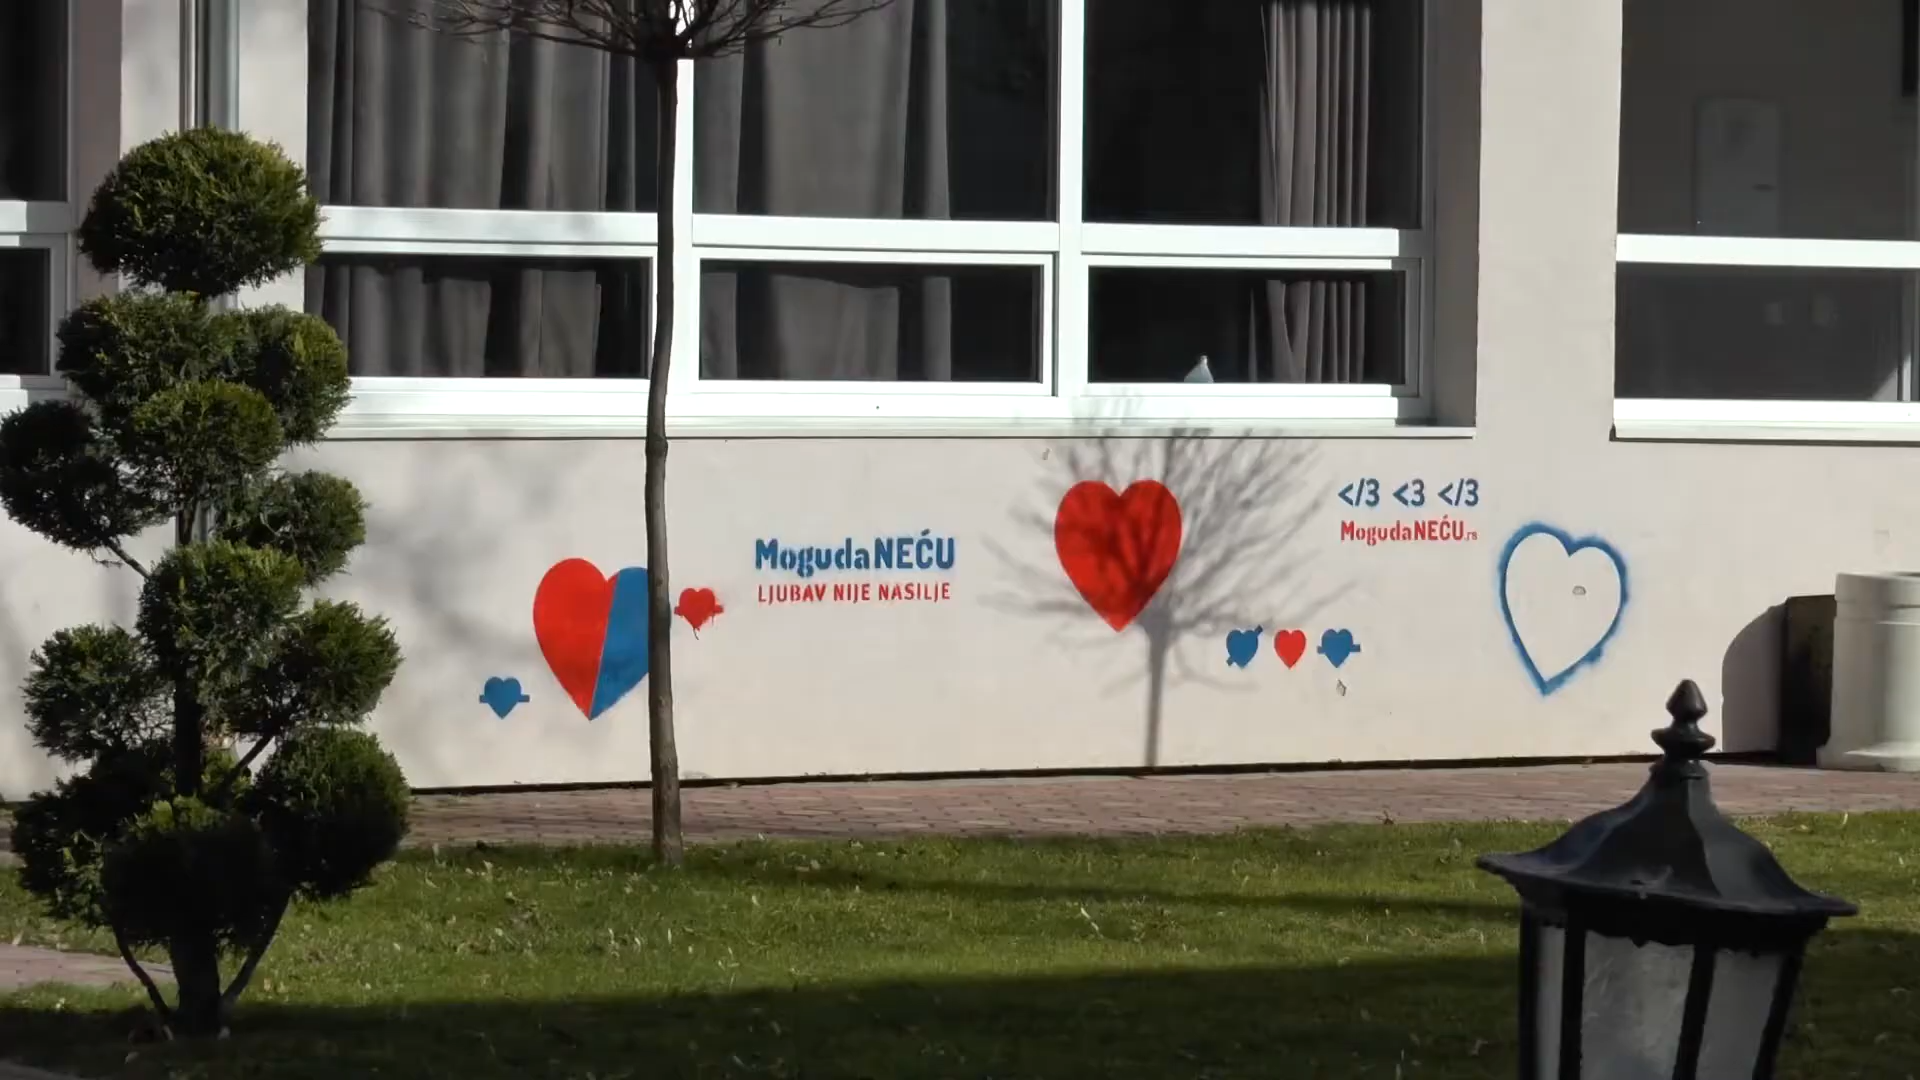 MogudaNEĆU
LJUBAV NIJE NASILJE
</3 <3 </3
MogudaNEĆU.rs